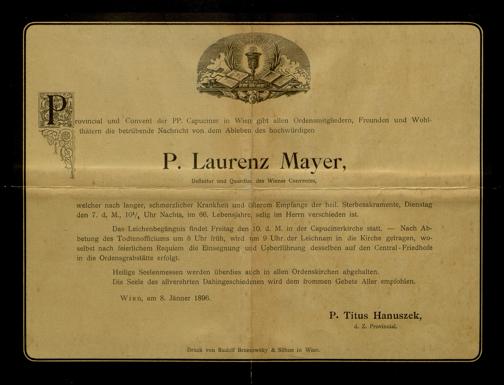 Provincial und Convent der PP. Capuciner in Wien gibt allen Ordensmitgliedern, Freunden und Wohl-
thätern die betrübende Nachricht von dem Ableben des hochwürdigen
P. Laurenz Mayer,
Definitor und Guardian des Wiener Conventes,
welcher nach langer, schmerzlicher Krankheit und öfterem Empfange der heil. Sterbesakramente, Dienstag
den 7. d. M., 10¼ Uhr Nachts, im 66. Lebensjahre, selig im Herrn verschieden ist.
Das Leichenbegängnis findet Freitag den 10. d. M. in der Capucinerkirche statt. — Nach Ab-
betung des Todtenofficiums um 8 Uhr früh, wird um 9 Uhr der Leichnam in die Kirche getragen, wo-
selbst nach feierlichem Requiem die Einsegnung und Überführung desselben auf den Central-Friedhofe
in die Ordensgrabstätte erfolgt.
Heilige Seelenmessen werden überdies auch in allen Ordenskirchen abgehalten.
Die Seele des allverehrten Dahingeschiedenen wird dem frommen Gebete Aller empfohlen.
Wien, am 8. Jänner 1896.
P. Titus Hanuszek,
d. Z. Provincial.
Druck von Rudolf Brzezowsky & Söhne in Wien.